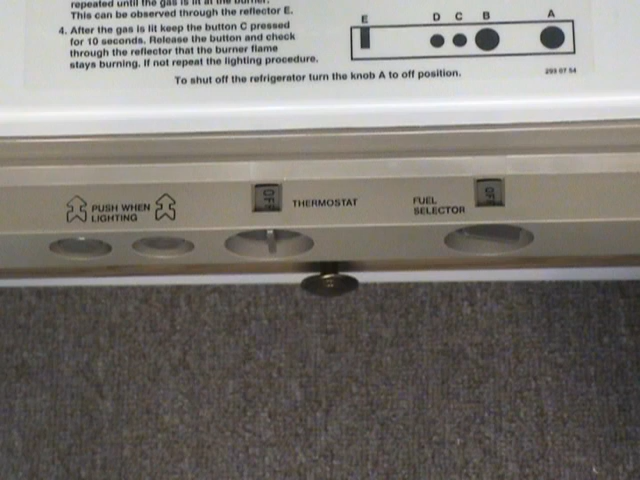 repeated until the gas is lit at the burner.
This can be observed through the reflector E.
4. After the gas is lit keep the button C pressed
for 10 seconds. Release the button and check
through the reflector that the burner flame
stays burning. If not repeat the lighting procedure.
E D C B A
To shut off the refrigerator turn the knob A to off position.
293 07 54
PUSH WHEN
LIGHTING
OFF
THERMOSTAT
FUEL
SELECTOR
OFF